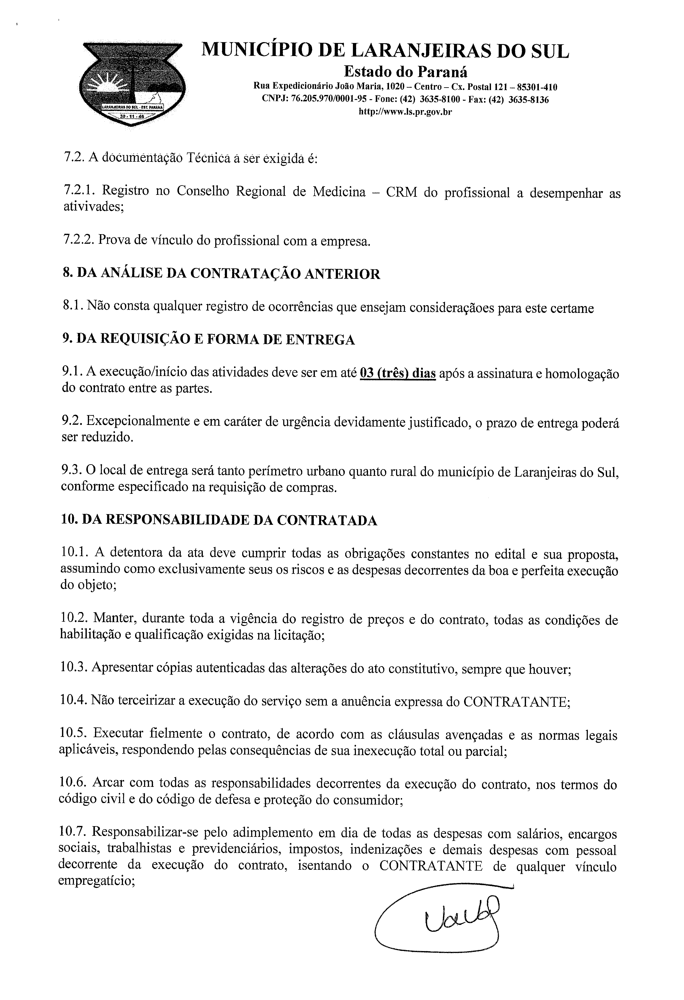 MUNICÍPIO DE LARANJEIRAS DO SUL
Estado do Paraná
Rua Expedicionário João Maria, 1020 – Centro – Cx. Postal 121 – 85301-410
CNPJ: 76.205.970/0001-95 - Fone: (42) 3635-8100 - Fax: (42) 3635-8136
http://www.ls.pr.gov.br
LARANJEIRAS DO SUL - EST. PARANÁ
30 - 11 - 46
7.2. A documentação Técnica a ser exigida é:
7.2.1. Registro no Conselho Regional de Medicina – CRM do profissional a desempenhar as
ativivades;
7.2.2. Prova de vínculo do profissional com a empresa.
8. DA ANÁLISE DA CONTRATAÇÃO ANTERIOR
8.1. Não consta qualquer registro de ocorrências que ensejam consideraçãoes para este certame
9. DA REQUISIÇÃO E FORMA DE ENTREGA
9.1. A execução/início das atividades deve ser em até 03 (três) dias após a assinatura e homologação
do contrato entre as partes.
9.2. Excepcionalmente e em caráter de urgência devidamente justificado, o prazo de entrega poderá
ser reduzido.
9.3. O local de entrega será tanto perímetro urbano quanto rural do município de Laranjeiras do Sul,
conforme especificado na requisição de compras.
10. DA RESPONSABILIDADE DA CONTRATADA
10.1. A detentora da ata deve cumprir todas as obrigações constantes no edital e sua proposta,
assumindo como exclusivamente seus os riscos e as despesas decorrentes da boa e perfeita execução
do objeto;
10.2. Manter, durante toda a vigência do registro de preços e do contrato, todas as condições de
habilitação e qualificação exigidas na licitação;
10.3. Apresentar cópias autenticadas das alterações do ato constitutivo, sempre que houver;
10.4. Não terceirizar a execução do serviço sem a anuência expressa do CONTRATANTE;
10.5. Executar fielmente o contrato, de acordo com as cláusulas avençadas e as normas legais
aplicáveis, respondendo pelas consequências de sua inexecução total ou parcial;
10.6. Arcar com todas as responsabilidades decorrentes da execução do contrato, nos termos do
código civil e do código de defesa e proteção do consumidor;
10.7. Responsabilizar-se pelo adimplemento em dia de todas as despesas com salários, encargos
sociais, trabalhistas e previdenciários, impostos, indenizações e demais despesas com pessoal
decorrente da execução do contrato, isentando o CONTRATANTE de qualquer vínculo
empregatício;